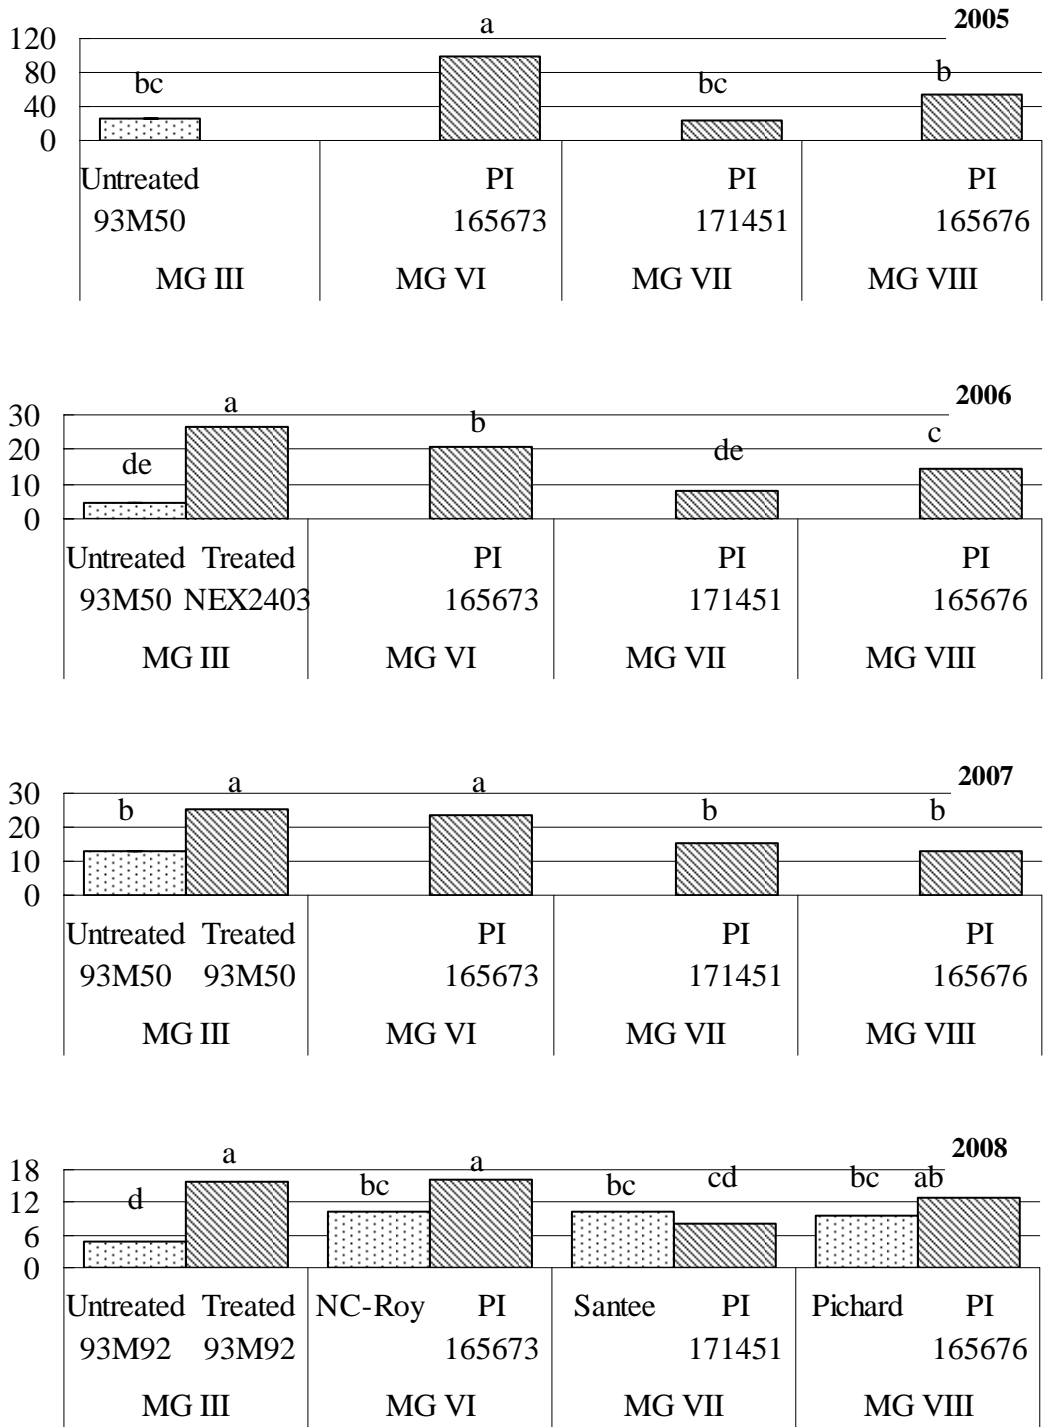 2005
a
120
80
bc
bc
b
40
0
Untreated PI PI PI
93M50 165673 171451 165676
MG III MG VI MG VII MG VIII
2006
a
30
b
c
20
de
de
10
0
Untreated Treated PI PI PI
93M50 NEX2403 165673 171451 165676
MG III MG VI MG VII MG VIII
2007
a
a
30
b
b
b
20
10
0
Untreated Treated PI PI PI
93M50 93M50 165673 171451 165676
MG III MG VI MG VII MG VIII
2008
a
a
18
d
bc
bc
cd
bc
ab
12
6
0
Untreated Treated NC-Roy PI Santee PI Pichard PI
93M92 93M92 165673 171451 165676
MG III MG VI MG VII MG VIII